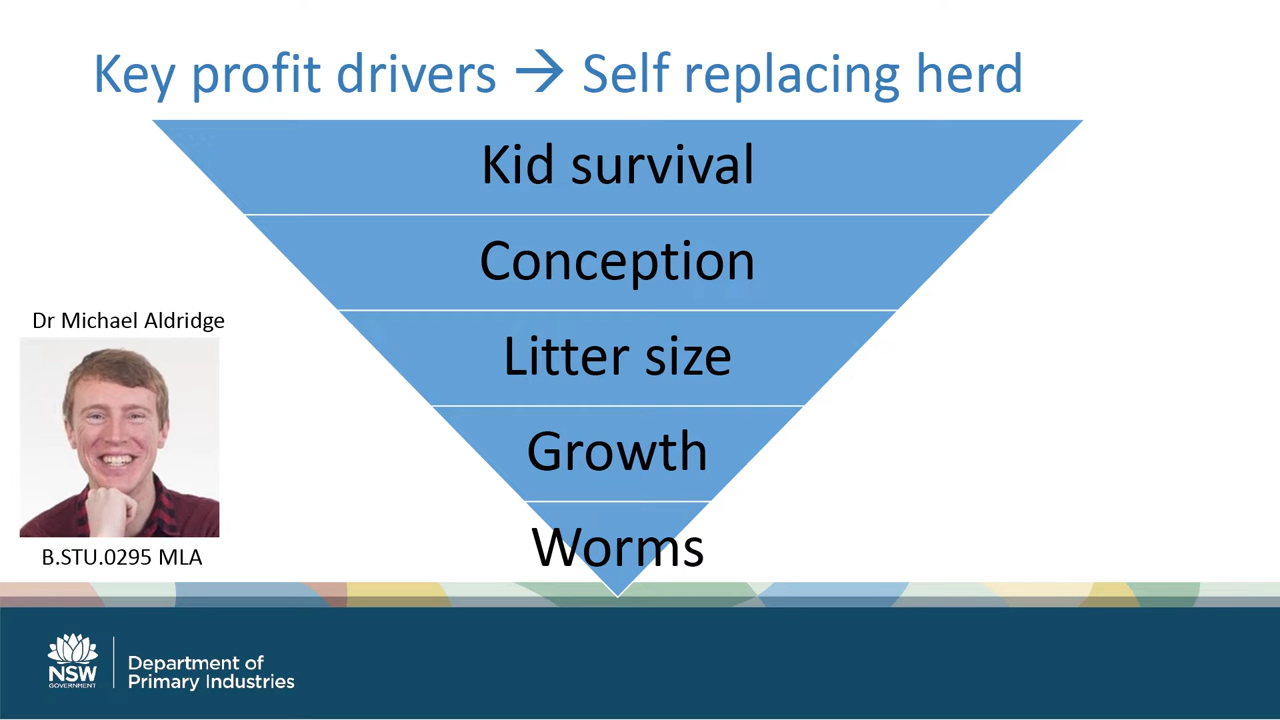 Key profit drivers → Self replacing herd
Kid survival
Conception
Litter size
Growth
Worms
Dr Michael Aldridge
B.STU.0295 MLA
NSW
GOVERNMENT
Department of
Primary Industries